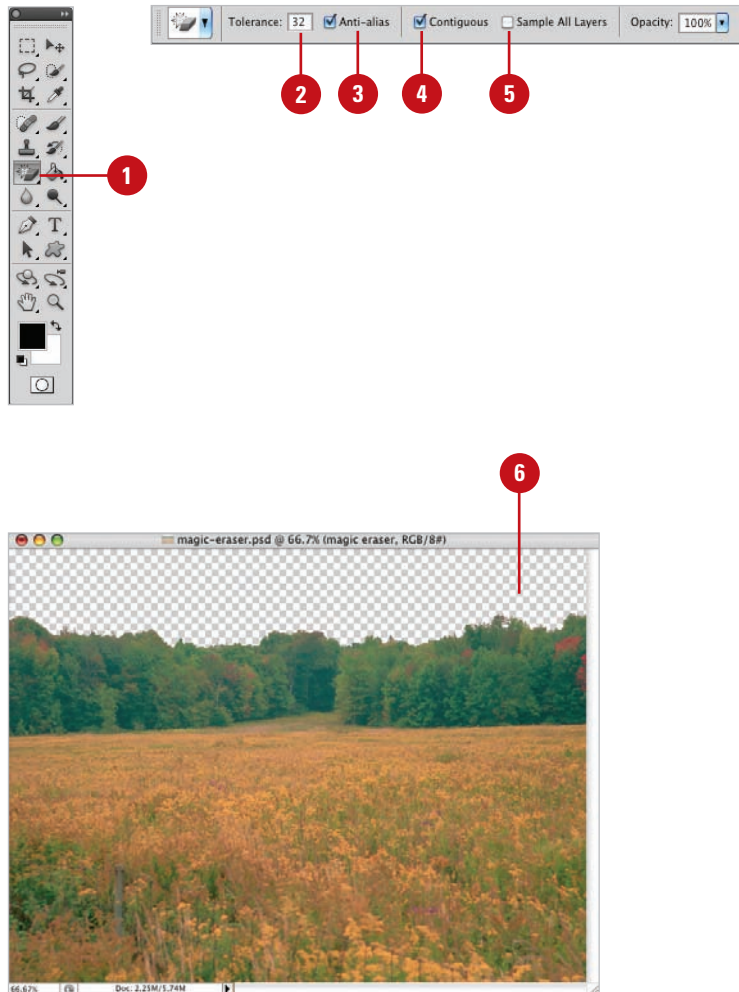 Tolerance: 32 Anti-alias Contiguous Sample All Layers Opacity: 100%
2 3 4 5
1
T
6
magic-eraser.psd @ 66.7% (magic eraser, RGB/8#)
66.67% Doc: 2.25M/5.74M